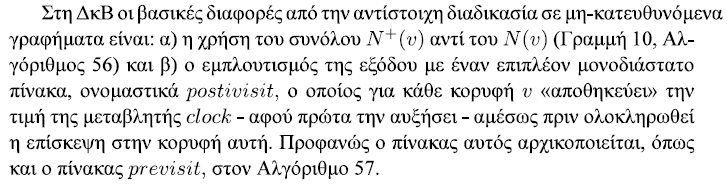 Στη ΔκΒ οι βασικές διαφορές από την αντίστοιχη διαδικασία σε μη-κατευθυνόμενα
γραφήματα είναι: α) η χρήση του συνόλου N⁺(v) αντί του N(v) (Γραμμή 10, Αλ-
γόριθμος 56) και β) ο εμπλουτισμός της εξόδου με έναν επιπλέον μονοδιάστατο
πίνακα, ονομαστικά postivisit, ο οποίος για κάθε κορυφή v «αποθηκεύει» την
τιμή της μεταβλητής clock - αφού πρώτα την αυξήσει - αμέσως πριν ολοκληρωθεί
η επίσκεψη στην κορυφή αυτή. Προφανώς ο πίνακας αυτός αρχικοποιείται, όπως
και ο πίνακας previsit, στον Αλγόριθμο 57.